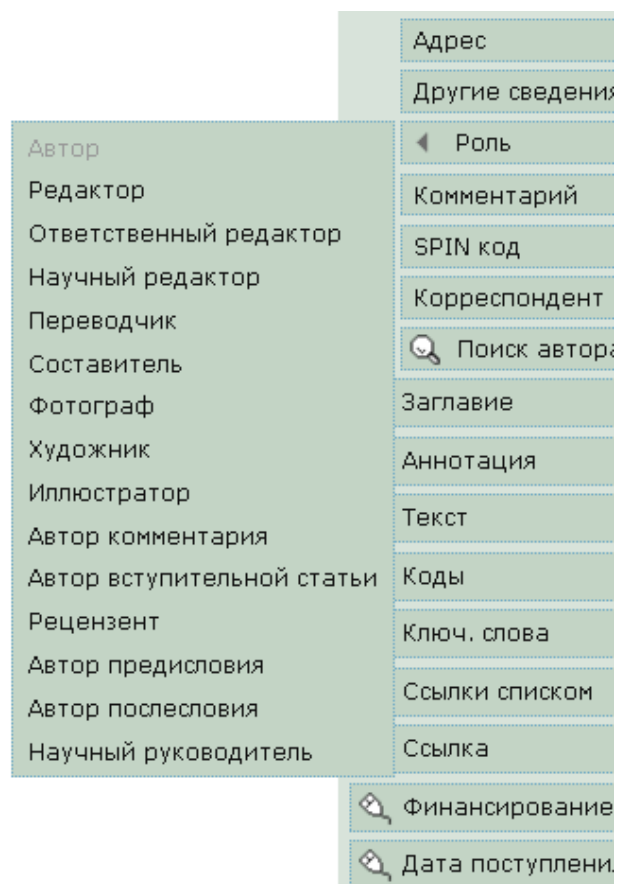 Адрес
Другие сведения
Роль
Комментарий
SPIN код
Корреспондент
Поиск автора
Заглавие
Аннотация
Текст
Коды
Ключ. слова
Ссылки списком
Ссылка
Финансирование
Дата поступлени
Автор
Редактор
Ответственный редактор
Научный редактор
Переводчик
Составитель
Фотограф
Художник
Иллюстратор
Автор комментария
Автор вступительной статьи
Рецензент
Автор предисловия
Автор послесловия
Научный руководитель